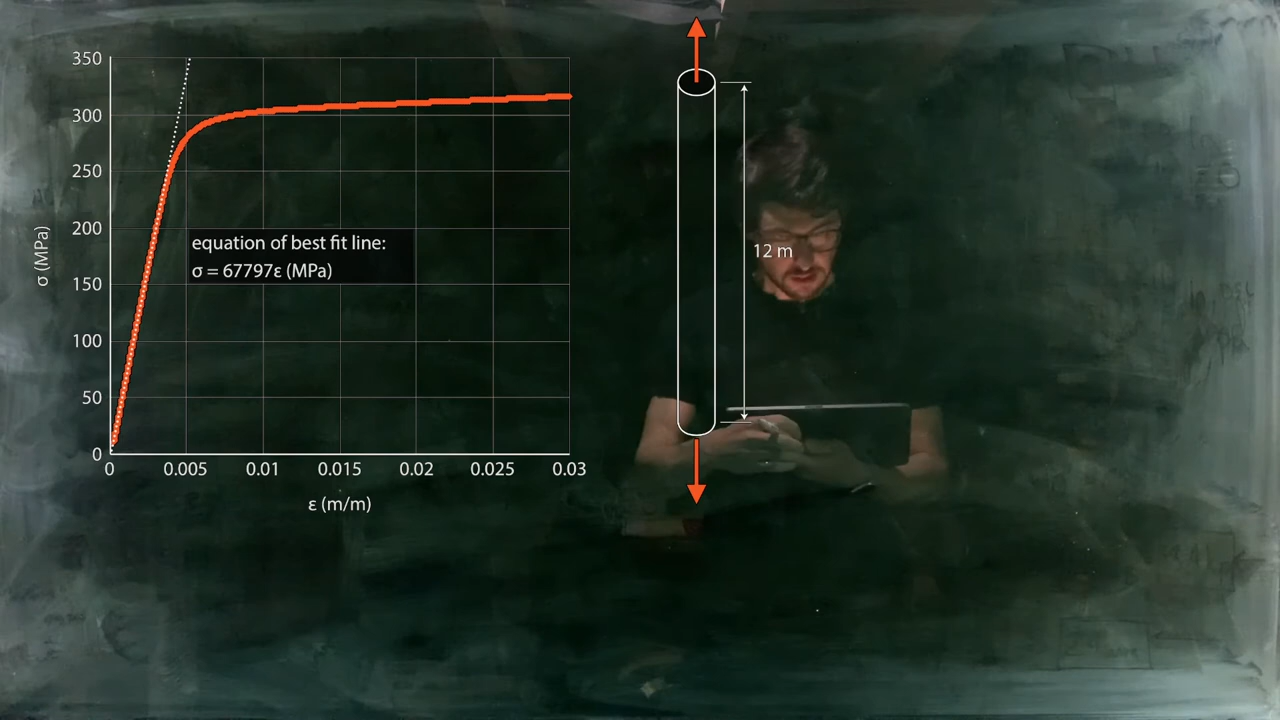 350
300
250
200
150
100
50
0
σ (MPa)
equation of best fit line:
σ = 67797ε (MPa)
0 0.005 0.01 0.015 0.02 0.025 0.03
ε (m/m)
12 m